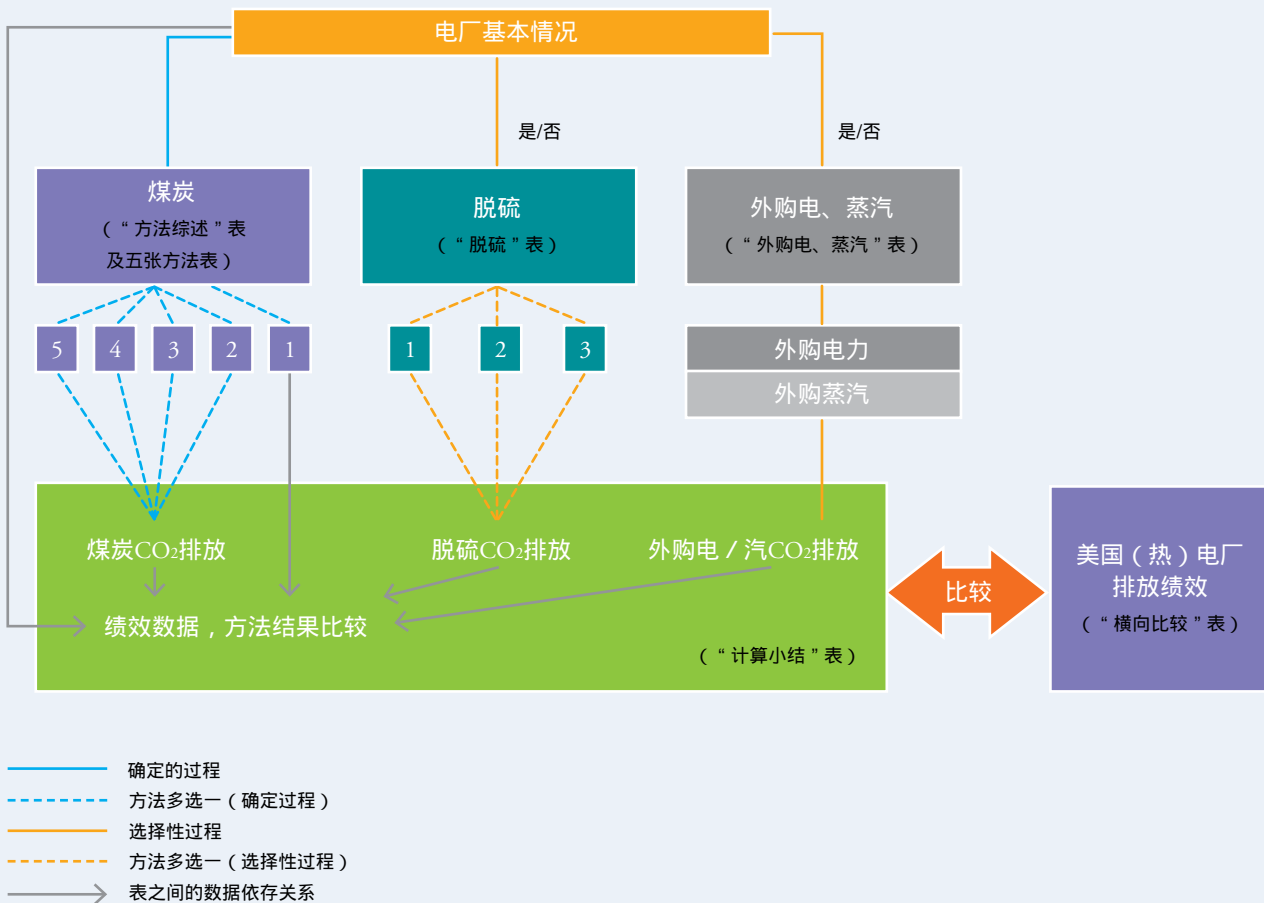 电厂基本情况
是/否
是/否
煤炭
（“方法综述”表
及五张方法表）
脱硫
（“脱硫”表）
外购电、蒸汽
（“外购电、蒸汽”表）
5
4
3
2
1
1
2
3
外购电力
外购蒸汽
煤炭CO₂排放
脱硫CO₂排放
外购电／汽CO₂排放
绩效数据，方法结果比较
（“计算小结”表）
比较
美国（热）电厂
排放绩效
（“横向比较”表）
确定的过程
方法多选一（确定过程）
选择性过程
方法多选一（选择性过程）
表之间的数据依存关系